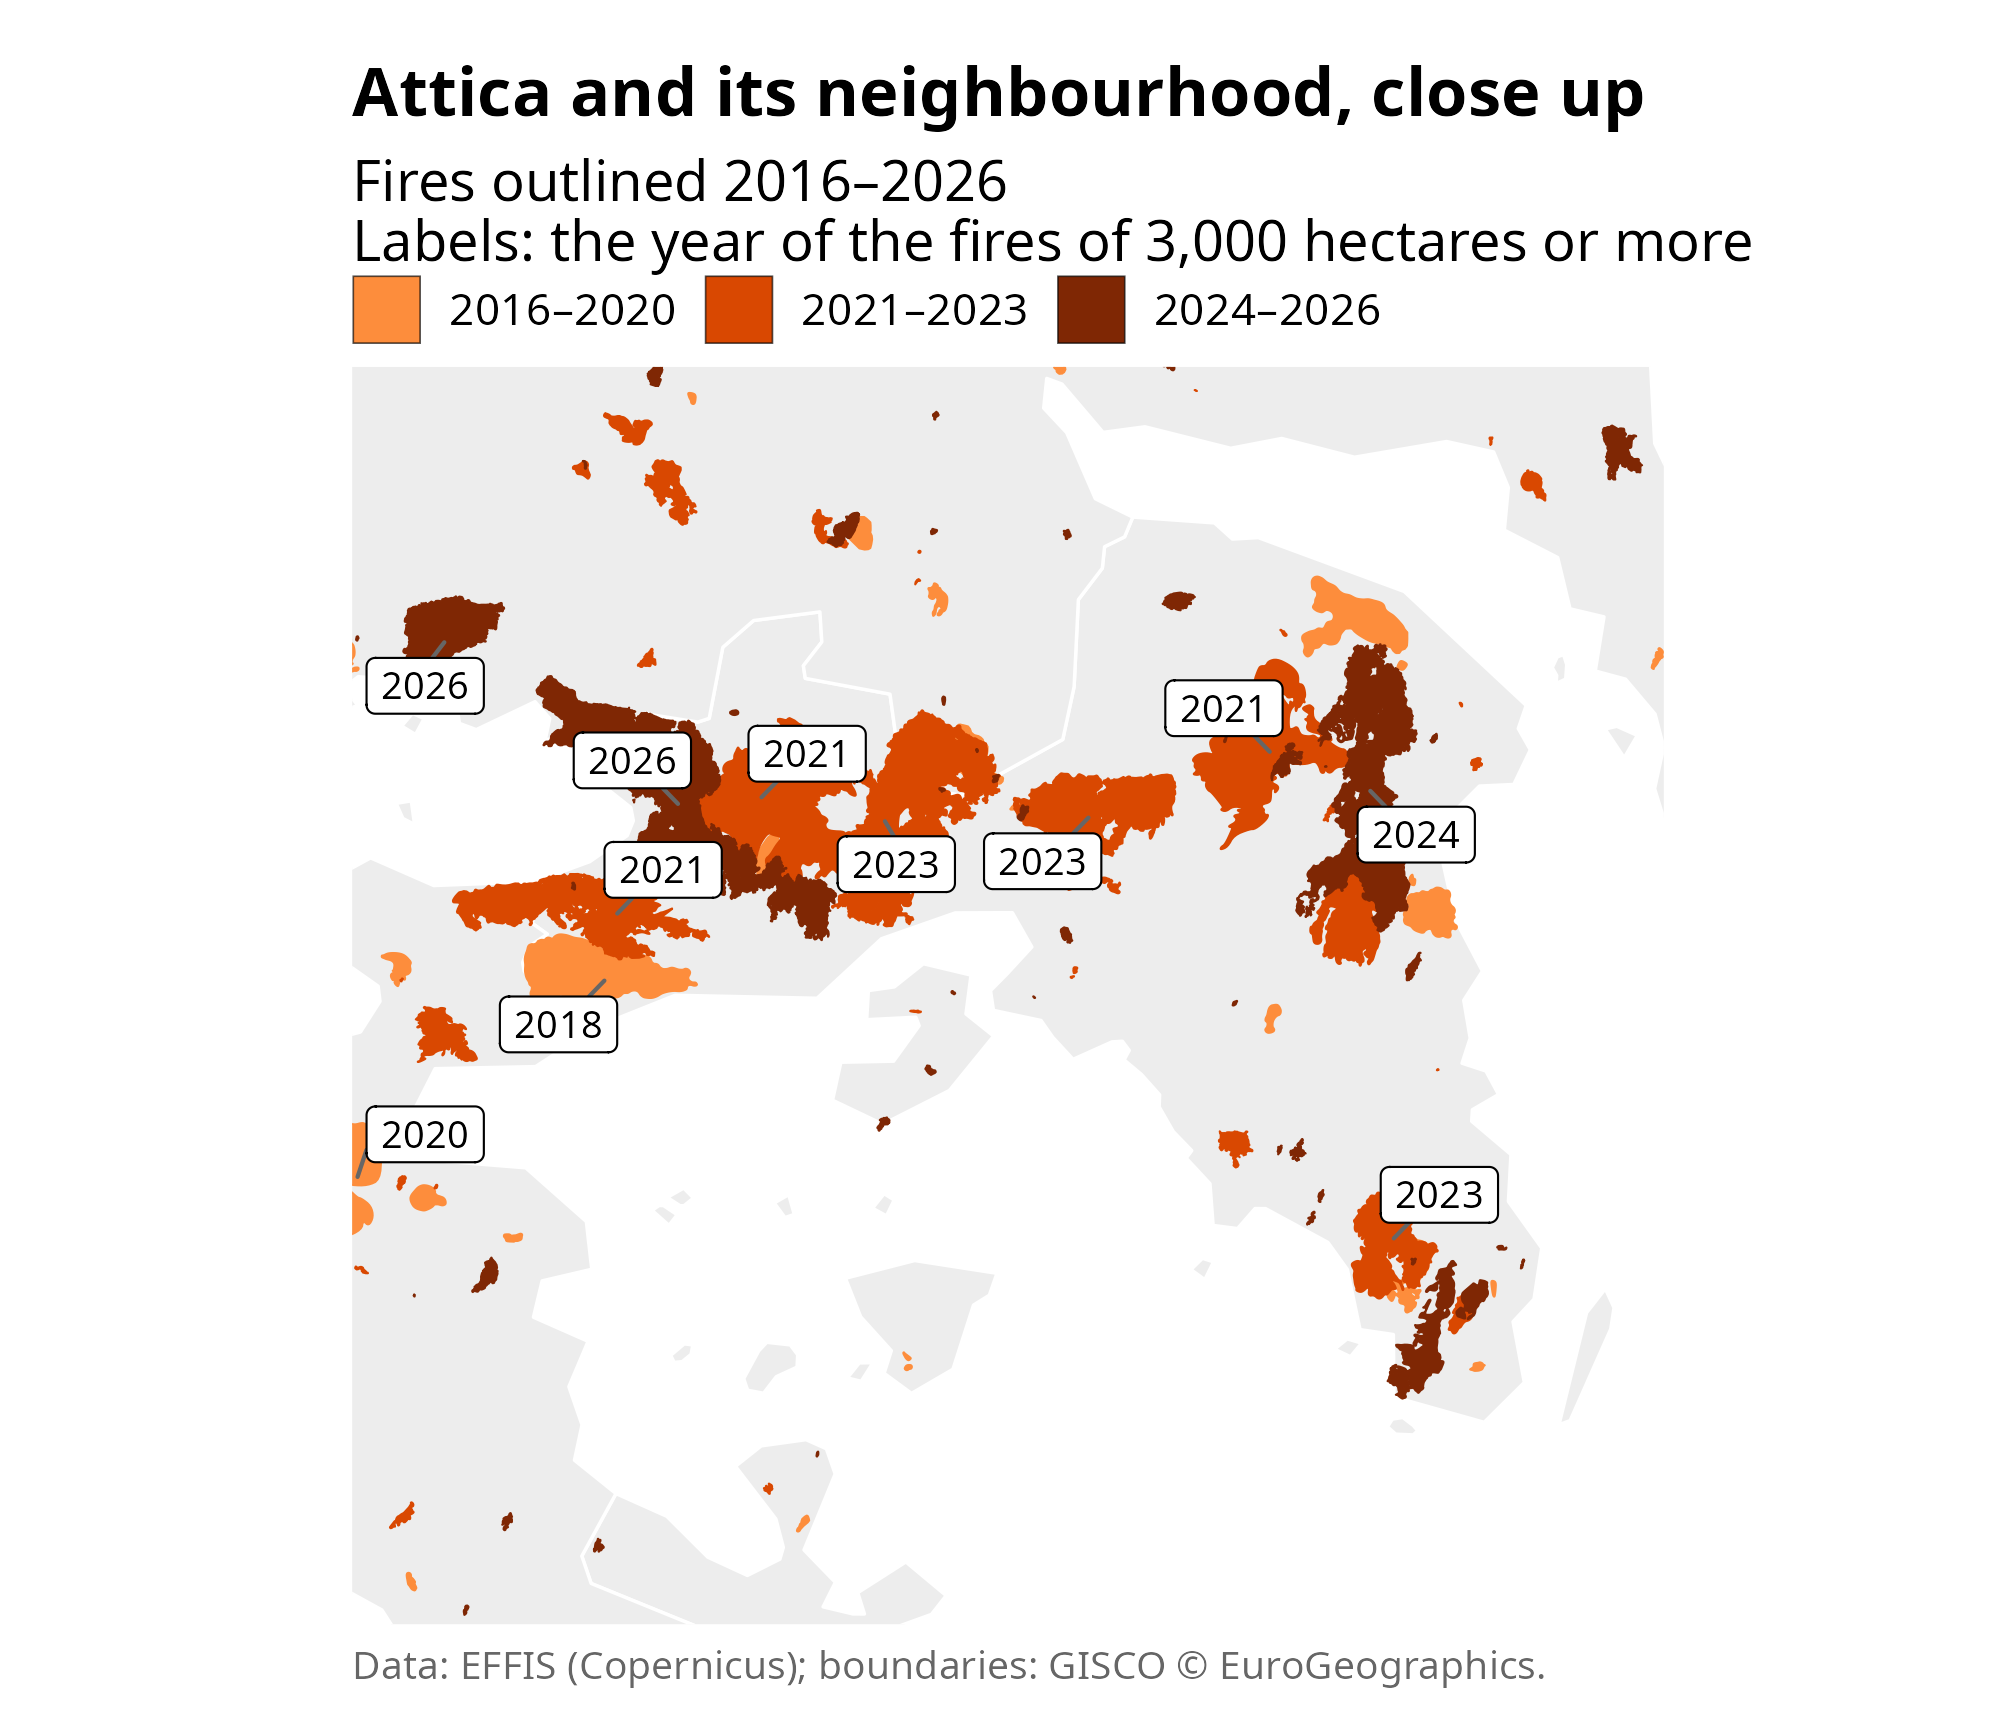 Attica and its neighbourhood, close up
Fires outlined 2016–2026
Labels: the year of the fires of 3,000 hectares or more
2016–2020 2021–2023 2024–2026
2026
2021
2026
2021
2024
2023
2023
2021
2018
2020
2023
Data: EFFIS (Copernicus); boundaries: GISCO © EuroGeographics.